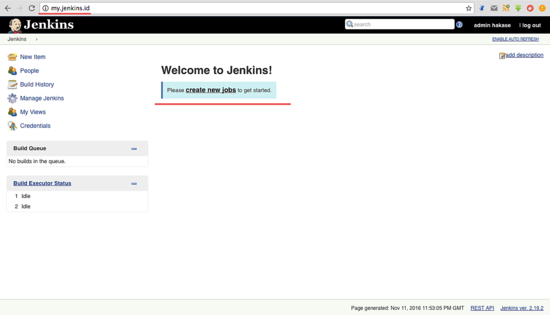 my.jenkins.id
Jenkins
search
admin hakase
log out
Jenkins
ENABLE AUTO REFRESH
New Item
People
Build History
Manage Jenkins
My Views
Credentials
add description
Welcome to Jenkins!
Please create new jobs to get started.
Build Queue
No builds in the queue.
Build Executor Status
1 Idle
2 Idle
Page generated: Nov 11, 2016 11:53:05 PM GMT REST API Jenkins ver. 2.19.2